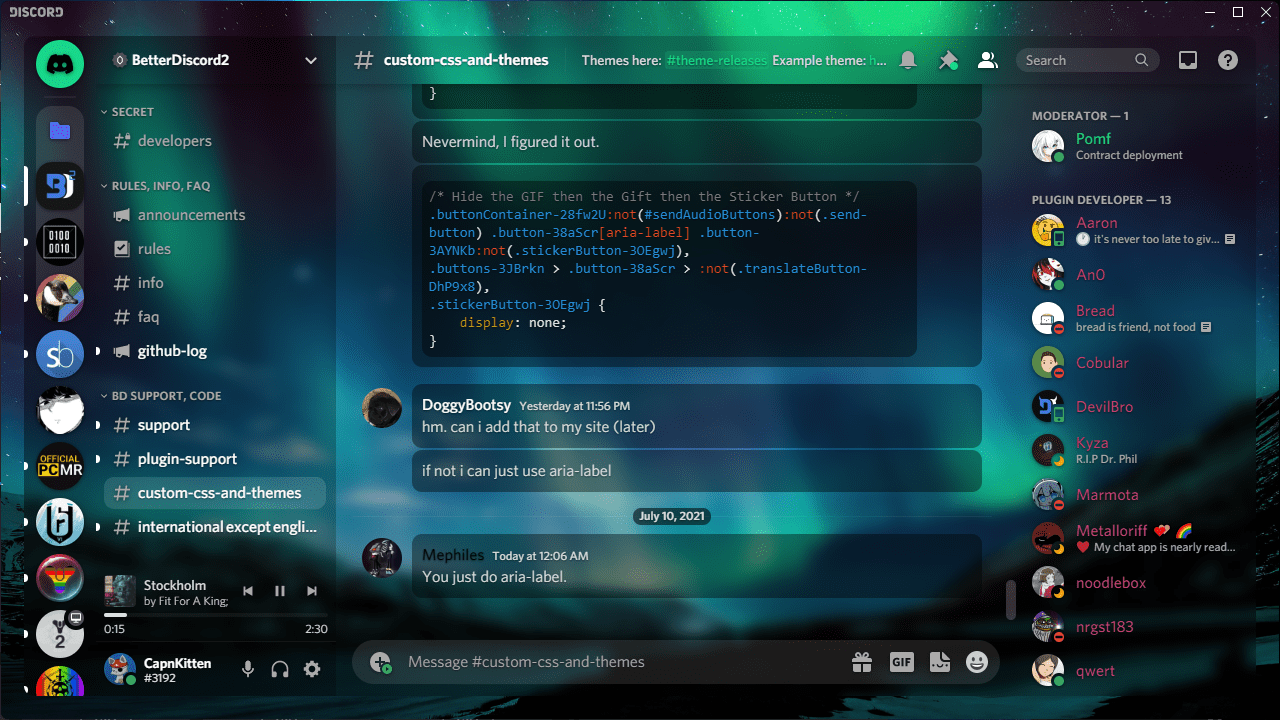 DISCORD
BetterDiscord2
SECRET
developers
RULES, INFO, FAQ
announcements
rules
info
faq
github-log
BD SUPPORT, CODE
support
plugin-support
custom-css-and-themes
international except engli...
Stockholm
by Fit For A King;
0:15 2:30
CapnKitten
#3192
0100
0010
sb
OFFICIAL
PCMR
2
custom-css-and-themes Themes here: #theme-releases Example theme: h...
Search
}
Nevermind, I figured it out.
/* Hide the GIF then the Gift then the Sticker Button */
.buttonContainer-28fw2U:not(#sendAudioButtons):not(.send-
button) .button-38aScr[aria-label] .button-
3AYNKb:not(.stickerButton-3OEgwj),
.buttons-3JBrkn > .button-38aScr > :not(.translateButton-
DhP9x8),
.stickerButton-3OEgwj {
    display: none;
}
DoggyBootsy Yesterday at 11:56 PM
hm. can i add that to my site (later)
if not i can just use aria-label
July 10, 2021
Mephiles Today at 12:06 AM
You just do aria-label.
Message #custom-css-and-themes
GIF
MODERATOR — 1
Pomf
Contract deployment
PLUGIN DEVELOPER — 13
Aaron
it's never too late to giv...
An0
Bread
bread is friend, not food
Cobular
DevilBro
Kyza
R.I.P Dr. Phil
Marmota
Metalloriff
My chat app is nearly read...
noodlebox
nrgst183
qwert